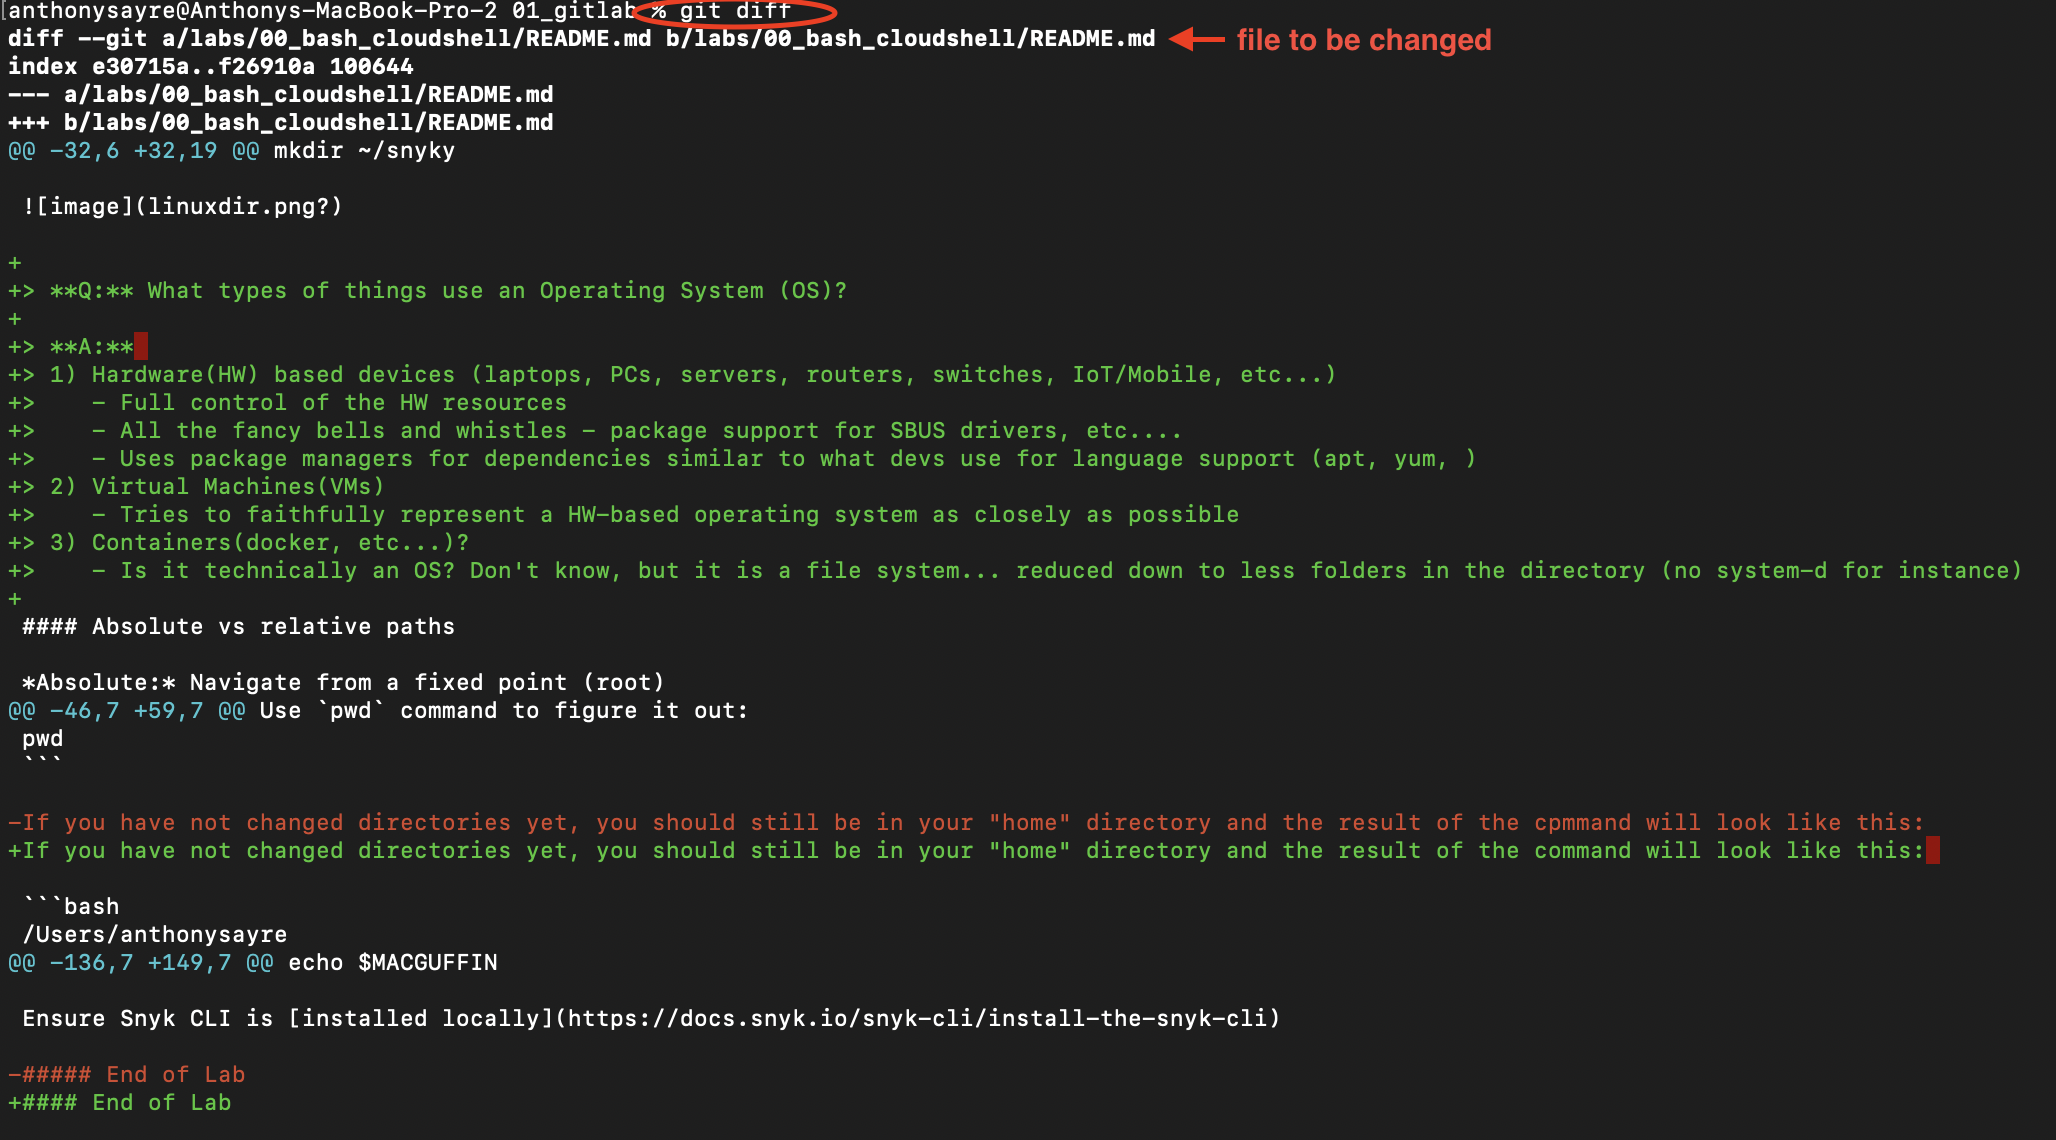 anthonysayre@Anthonys-MacBook-Pro-2 01_gitlab % git diff
diff --git a/labs/00_bash_cloudshell/README.md b/labs/00_bash_cloudshell/README.md file to be changed
index e30715a..f26910a 100644
--- a/labs/00_bash_cloudshell/README.md
+++ b/labs/00_bash_cloudshell/README.md
@@ -32,6 +32,19 @@ mkdir ~/snyky
 ![image](linuxdir.png?)
+
+> **Q:** What types of things use an Operating System (OS)?
+
+> **A:**
+> 1) Hardware(HW) based devices (laptops, PCs, servers, routers, switches, IoT/Mobile, etc...)
+>    - Full control of the HW resources
+>    - All the fancy bells and whistles - package support for SBUS drivers, etc....
+>    - Uses package managers for dependencies similar to what devs use for language support (apt, yum, )
+> 2) Virtual Machines(VMs)
+>    - Tries to faithfully represent a HW-based operating system as closely as possible
+> 3) Containers(docker, etc...)?
+>    - Is it technically an OS? Don't know, but it is a file system... reduced down to less folders in the directory (no system-d for instance)
+
 #### Absolute vs relative paths
 *Absolute:* Navigate from a fixed point (root)
@@ -46,7 +59,7 @@ Use `pwd` command to figure it out:
 pwd
 ```
-If you have not changed directories yet, you should still be in your "home" directory and the result of the cpmmand will look like this:
+If you have not changed directories yet, you should still be in your "home" directory and the result of the command will look like this:
 ```bash
 /Users/anthonysayre
@@ -136,7 +149,7 @@ echo $MACGUFFIN
 Ensure Snyk CLI is [installed locally](https://docs.snyk.io/snyk-cli/install-the-snyk-cli)
-##### End of Lab
+#### End of Lab